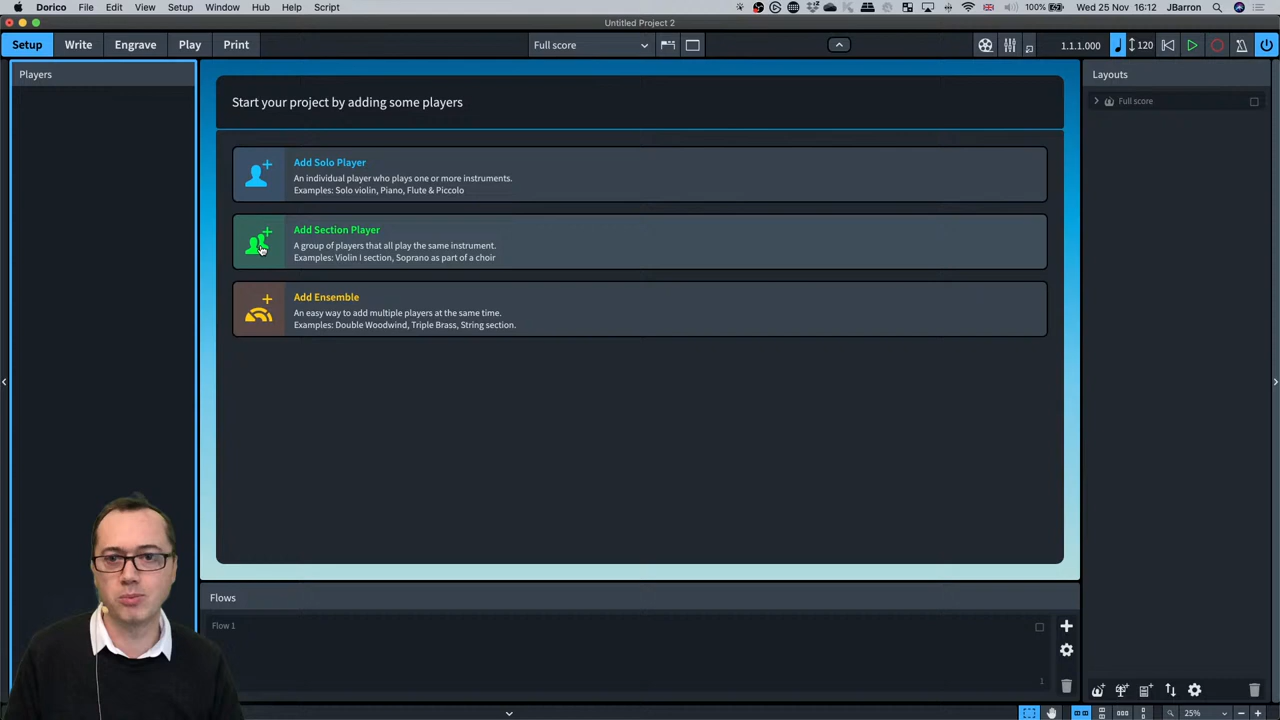 Dorico File Edit View Setup Window Hub Help Script 100% Wed 25 Nov 16:12 JBarron
Untitled Project 2
Setup Write Engrave Play Print Full score 1.1.1.000 120
Players
Start your project by adding some players
Add Solo Player
An individual player who plays one or more instruments.
Examples: Solo violin, Piano, Flute & Piccolo
Add Section Player
A group of players that all play the same instrument.
Examples: Violin I section, Soprano as part of a choir
Add Ensemble
An easy way to add multiple players at the same time.
Examples: Double Woodwind, Triple Brass, String section.
Layouts
Full score
Flows
Flow 1
1
25%